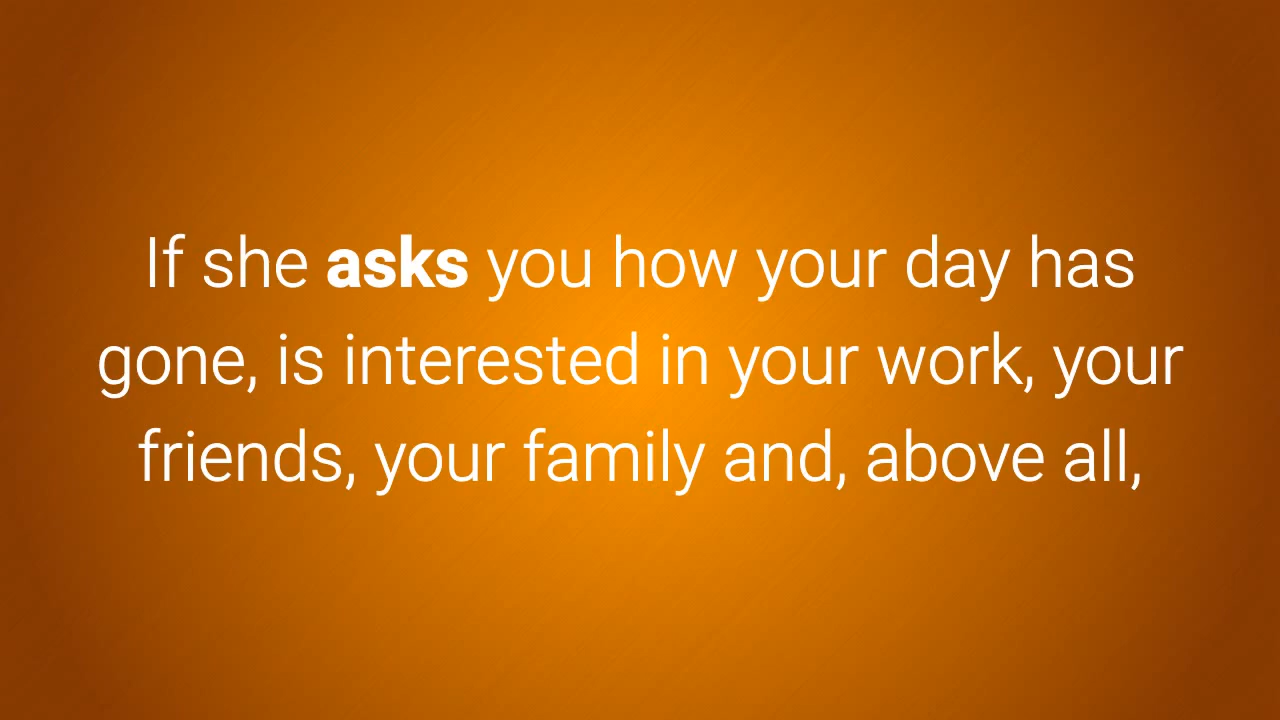 If she asks you how your day has
gone, is interested in your work, your
friends, your family and, above all,